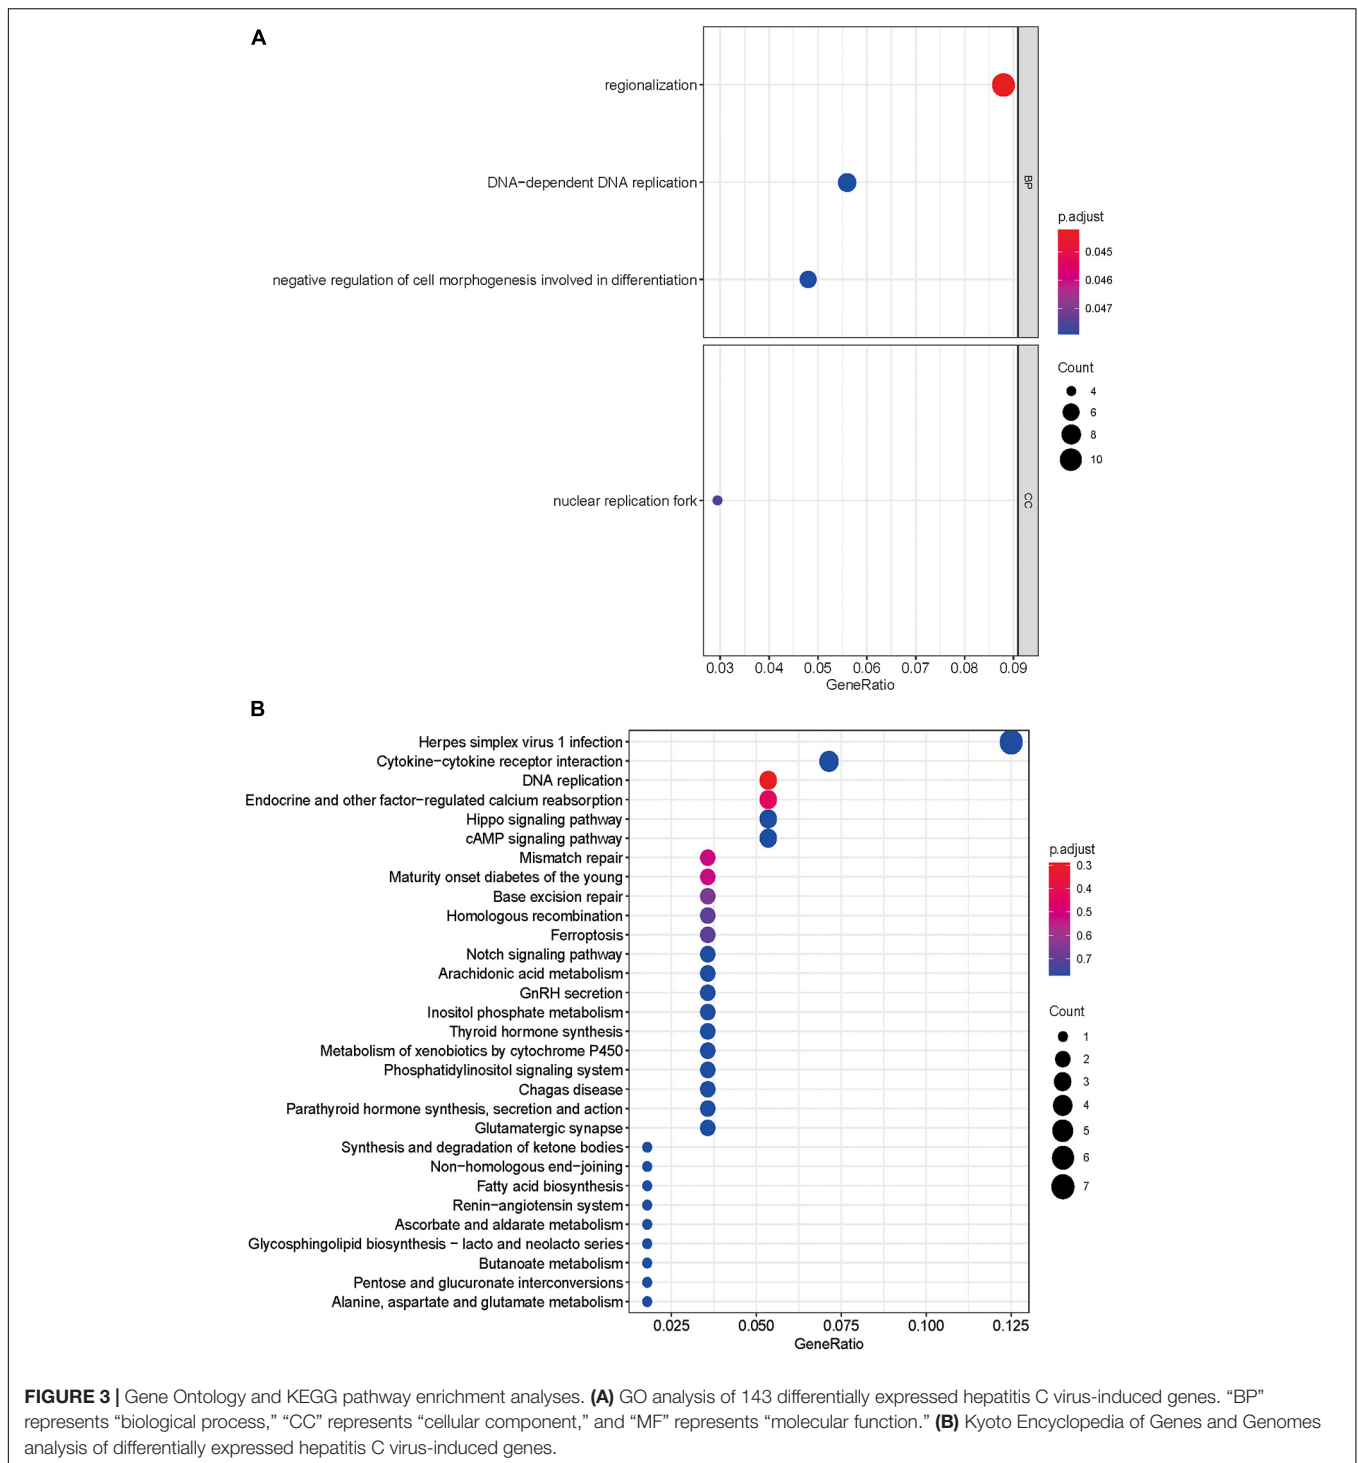 A
regionalization
DNA−dependent DNA replication
negative regulation of cell morphogenesis involved in differentiation
BP
p.adjust
0.045
0.046
0.047
Count
4
6
8
10
nuclear replication fork
CC
0.03 0.04 0.05 0.06 0.07 0.08 0.09
GeneRatio
B
Herpes simplex virus 1 infection
Cytokine−cytokine receptor interaction
DNA replication
Endocrine and other factor−regulated calcium reabsorption
Hippo signaling pathway
cAMP signaling pathway
Mismatch repair
Maturity onset diabetes of the young
Base excision repair
Homologous recombination
Ferroptosis
Notch signaling pathway
Arachidonic acid metabolism
GnRH secretion
Inositol phosphate metabolism
Thyroid hormone synthesis
Metabolism of xenobiotics by cytochrome P450
Phosphatidylinositol signaling system
Chagas disease
Parathyroid hormone synthesis, secretion and action
Glutamatergic synapse
Synthesis and degradation of ketone bodies
Non−homologous end−joining
Fatty acid biosynthesis
Renin−angiotensin system
Ascorbate and aldarate metabolism
Glycosphingolipid biosynthesis − lacto and neolacto series
Butanoate metabolism
Pentose and glucuronate interconversions
Alanine, aspartate and glutamate metabolism
p.adjust
0.3
0.4
0.5
0.6
0.7
Count
1
2
3
4
5
6
7
0.025 0.050 0.075 0.100 0.125
GeneRatio
FIGURE 3 | Gene Ontology and KEGG pathway enrichment analyses. (A) GO analysis of 143 differentially expressed hepatitis C virus-induced genes. “BP”
represents “biological process,” “CC” represents “cellular component,” and “MF” represents “molecular function.” (B) Kyoto Encyclopedia of Genes and Genomes
analysis of differentially expressed hepatitis C virus-induced genes.